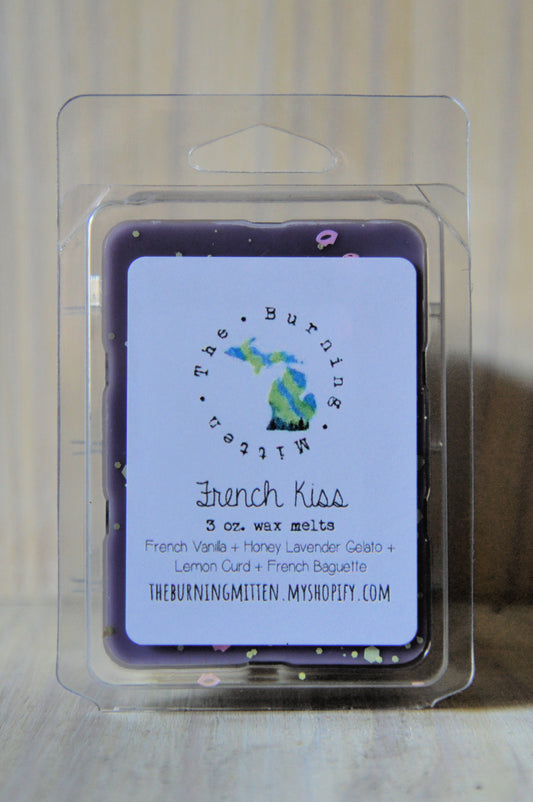 The • Burning • Mitten •
French Kiss
3 oz. wax melts
French Vanilla + Honey Lavender Gelato +
Lemon Curd + French Baguette
THEBURNINGMITTEN.MYSHOPIFY.COM